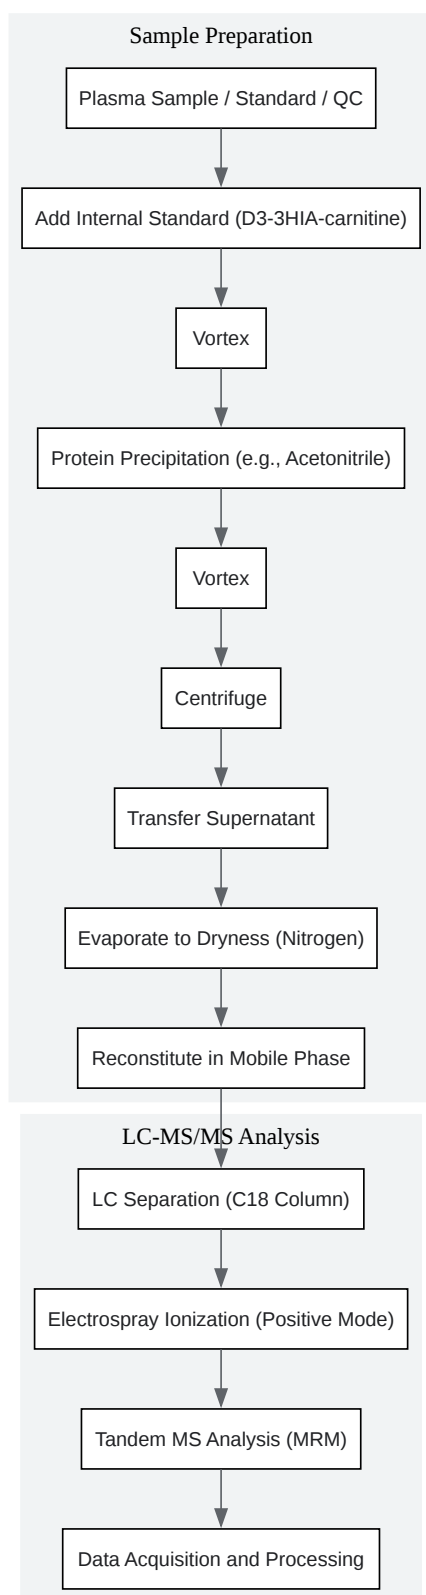 Sample Preparation
Plasma Sample / Standard / QC
Add Internal Standard (D3-3HIA-carnitine)
Vortex
Protein Precipitation (e.g., Acetonitrile)
Vortex
Centrifuge
Transfer Supernatant
Evaporate to Dryness (Nitrogen)
Reconstitute in Mobile Phase
LC-MS/MS Analysis
LC Separation (C18 Column)
Electrospray Ionization (Positive Mode)
Tandem MS Analysis (MRM)
Data Acquisition and Processing